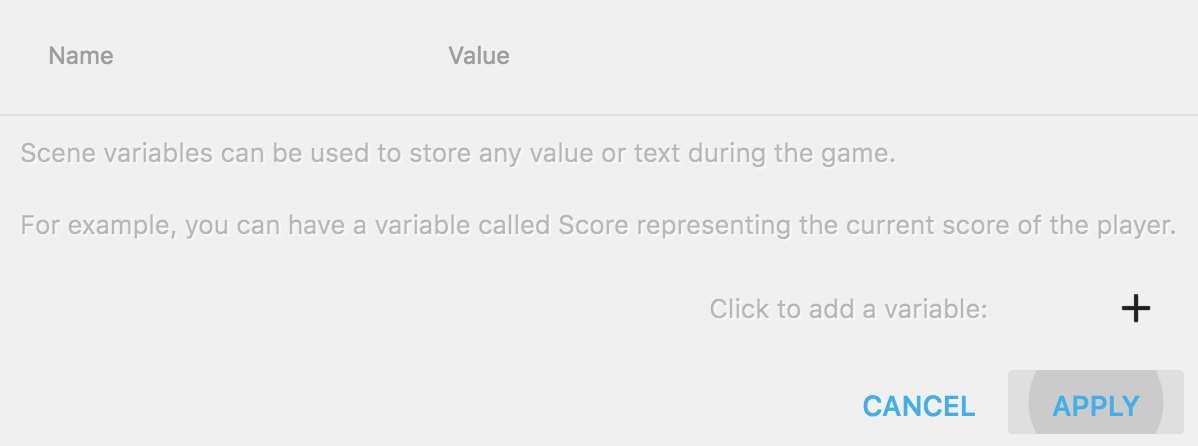 Name Value
Scene variables can be used to store any value or text during the game.
For example, you can have a variable called Score representing the current score of the player.
Click to add a variable:
CANCEL APPLY